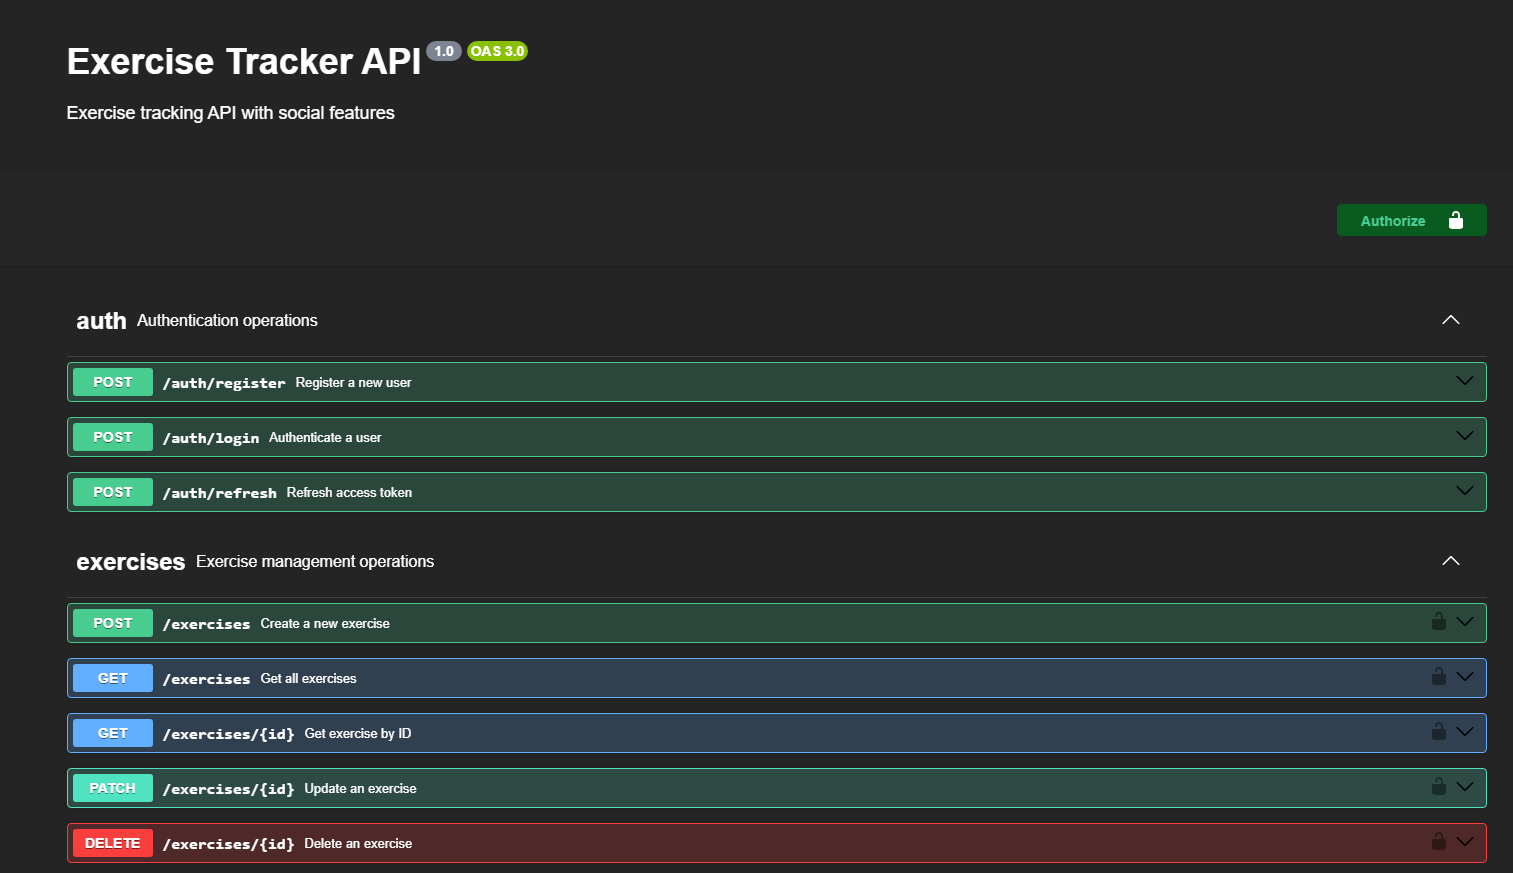 Exercise Tracker API 1.0 OAS 3.0
Exercise tracking API with social features
Authorize
auth Authentication operations
POST /auth/register Register a new user
POST /auth/login Authenticate a user
POST /auth/refresh Refresh access token
exercises Exercise management operations
POST /exercises Create a new exercise
GET /exercises Get all exercises
GET /exercises/{id} Get exercise by ID
PATCH /exercises/{id} Update an exercise
DELETE /exercises/{id} Delete an exercise